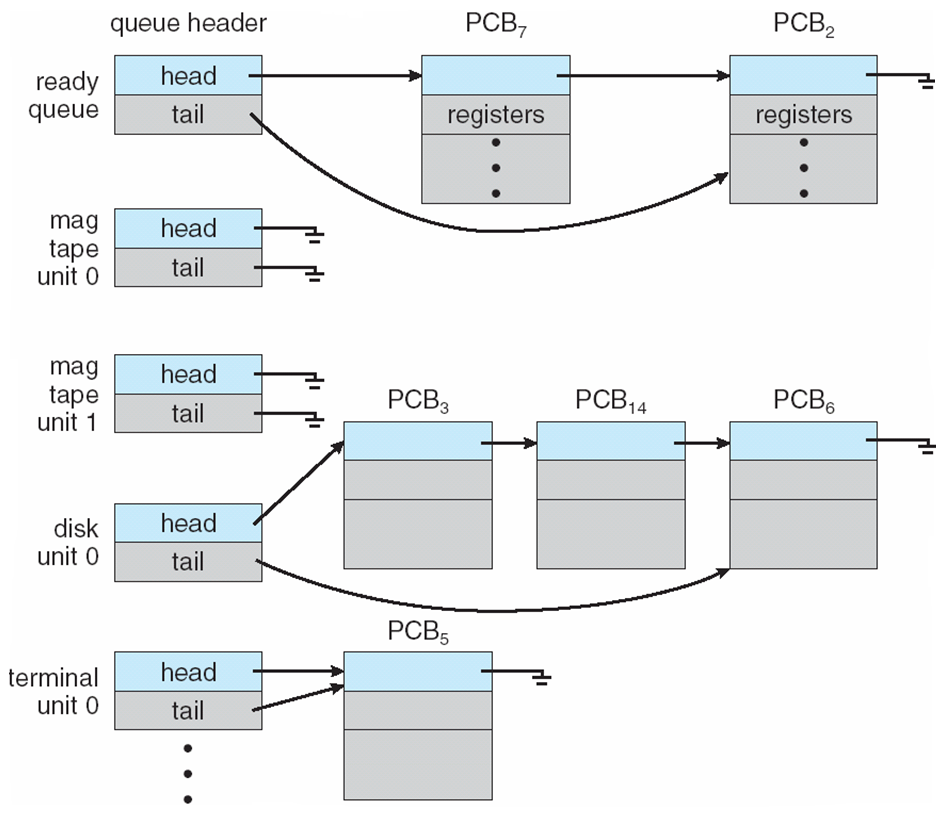 queue header
PCB₇
PCB₂
ready
queue
head
tail
registers
registers
mag
tape
unit 0
head
tail
mag
tape
unit 1
head
tail
PCB₃
PCB₁₄
PCB₆
disk
unit 0
head
tail
PCB₅
terminal
unit 0
head
tail